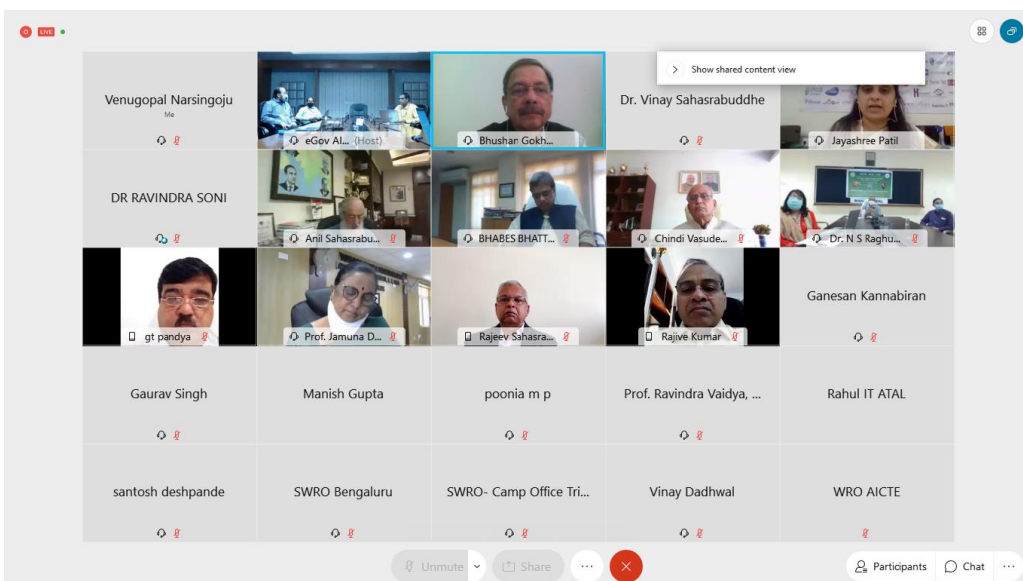 LIVE
Show shared content view
Venugopal Narsingoju
Me
eGov AI... (Host)
Bhushan Gokh...
Dr. Vinay Sahasrabuddhe
Jayashree Patil
DR RAVINDRA SONI
Anil Sahasrabu...
BHABES BHATT...
Chindi Vasude...
Dr. N S Raghu...
gt pandya
Prof. Jamuna D...
Rajeev Sahasra...
Rajive Kumar
Ganesan Kannabiran
Gaurav Singh
Manish Gupta
poonia m p
Prof. Ravindra Vaidya, ...
Rahul IT ATAL
santosh deshpande
SWRO Bengaluru
SWRO- Camp Office Tri...
Vinay Dadhwal
WRO AICTE
Unmute
Share
Participants
Chat